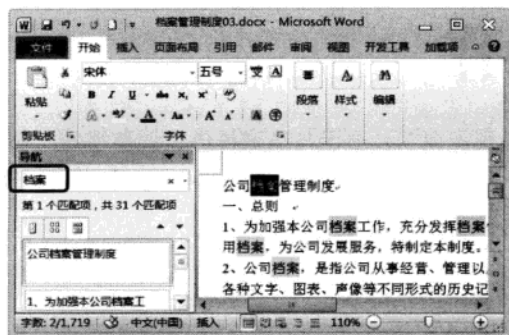 档案管理制度03.docx - Microsoft Word
文件 开始 插入 页面布局 引用 邮件 审阅 视图 开发工具 加载项
宋体 五号
粘贴 B I U abc x₂ x² 段落 样式 编辑
剪贴板 字体
导航
档案
第 1 个匹配项，共 31 个匹配项
公司档案管理制度
1、为加强本公司档案工
公司档案管理制度
一、总则
1、为加强本公司档案工作，充分发挥档案
用档案，为公司发展服务，特制定本制度。
2、公司档案，是指公司从事经营、管理以
各种文字、图表、声像等不同形式的历史记
字数: 2/1,719 中文(中国) 插入 110%